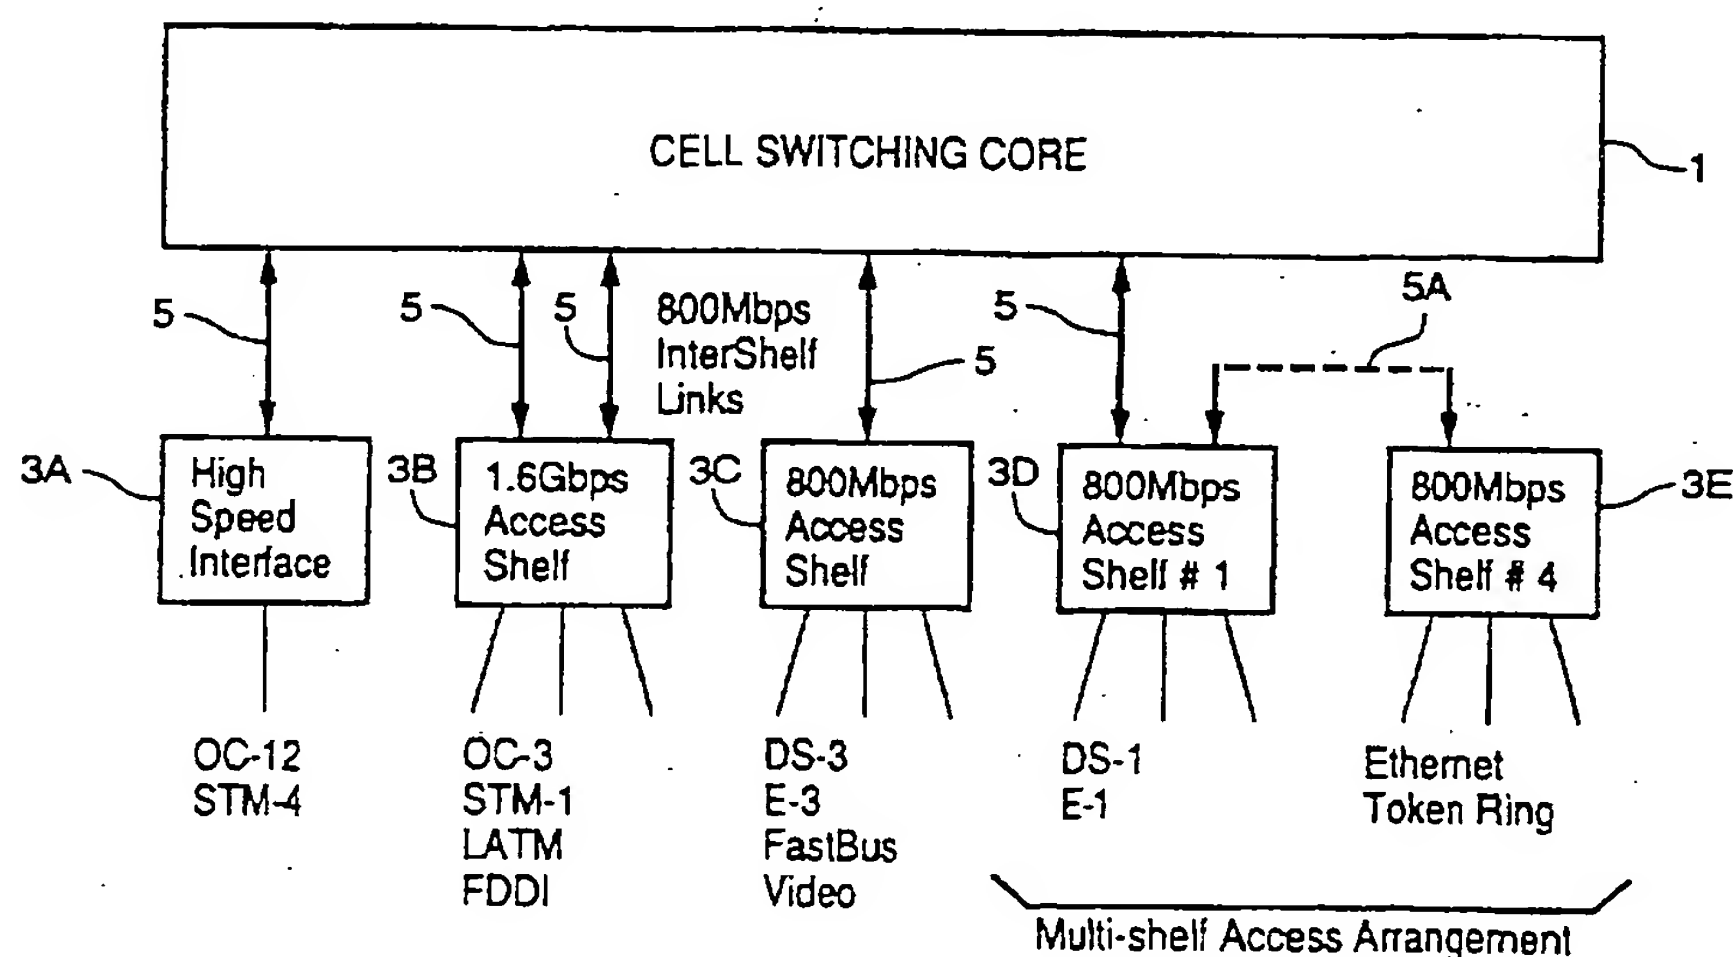 CELL SWITCHING CORE
1
5
5
5
800Mbps
InterShelf
Links
5
5
5A
3A
High
Speed
Interface
3B
1.6Gbps
Access
Shelf
3C
800Mbps
Access
Shelf
3D
800Mbps
Access
Shelf # 1
800Mbps
Access
Shelf # 4
3E
OC-12
STM-4
OC-3
STM-1
LATM
FDDI
DS-3
E-3
FastBus
Video
DS-1
E-1
Ethernet
Token Ring
Multi-shelf Access Arrangement